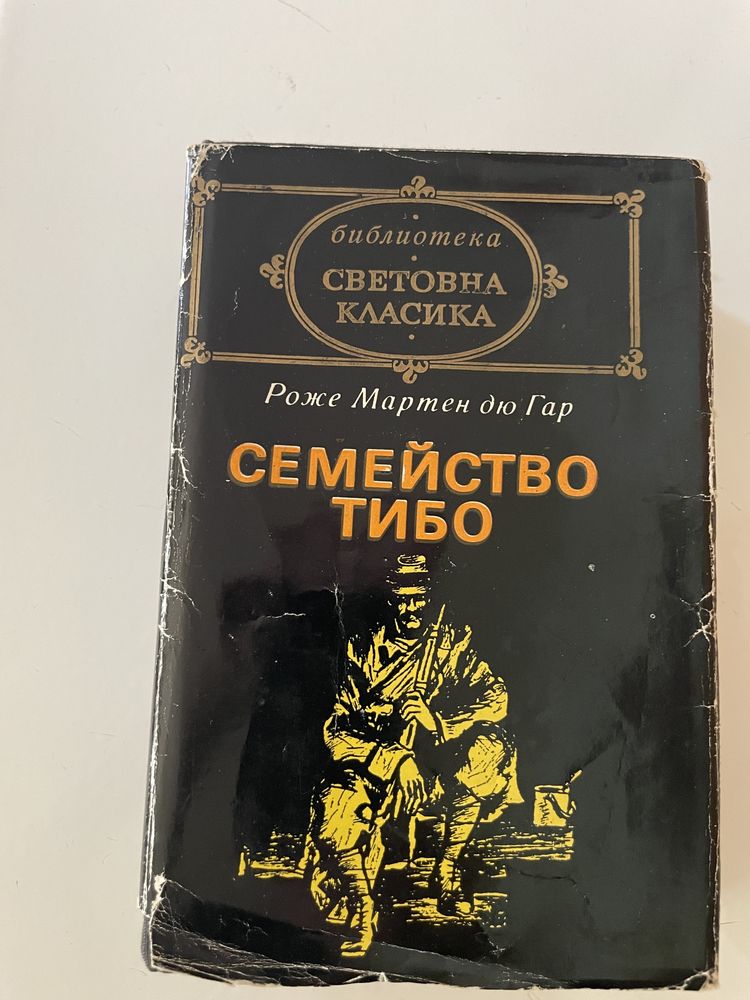 библиотека
СВЕТОВНА
КЛАСИКА
Роже Мартен дю Гар
СЕМЕЙСТВО
ТИБО